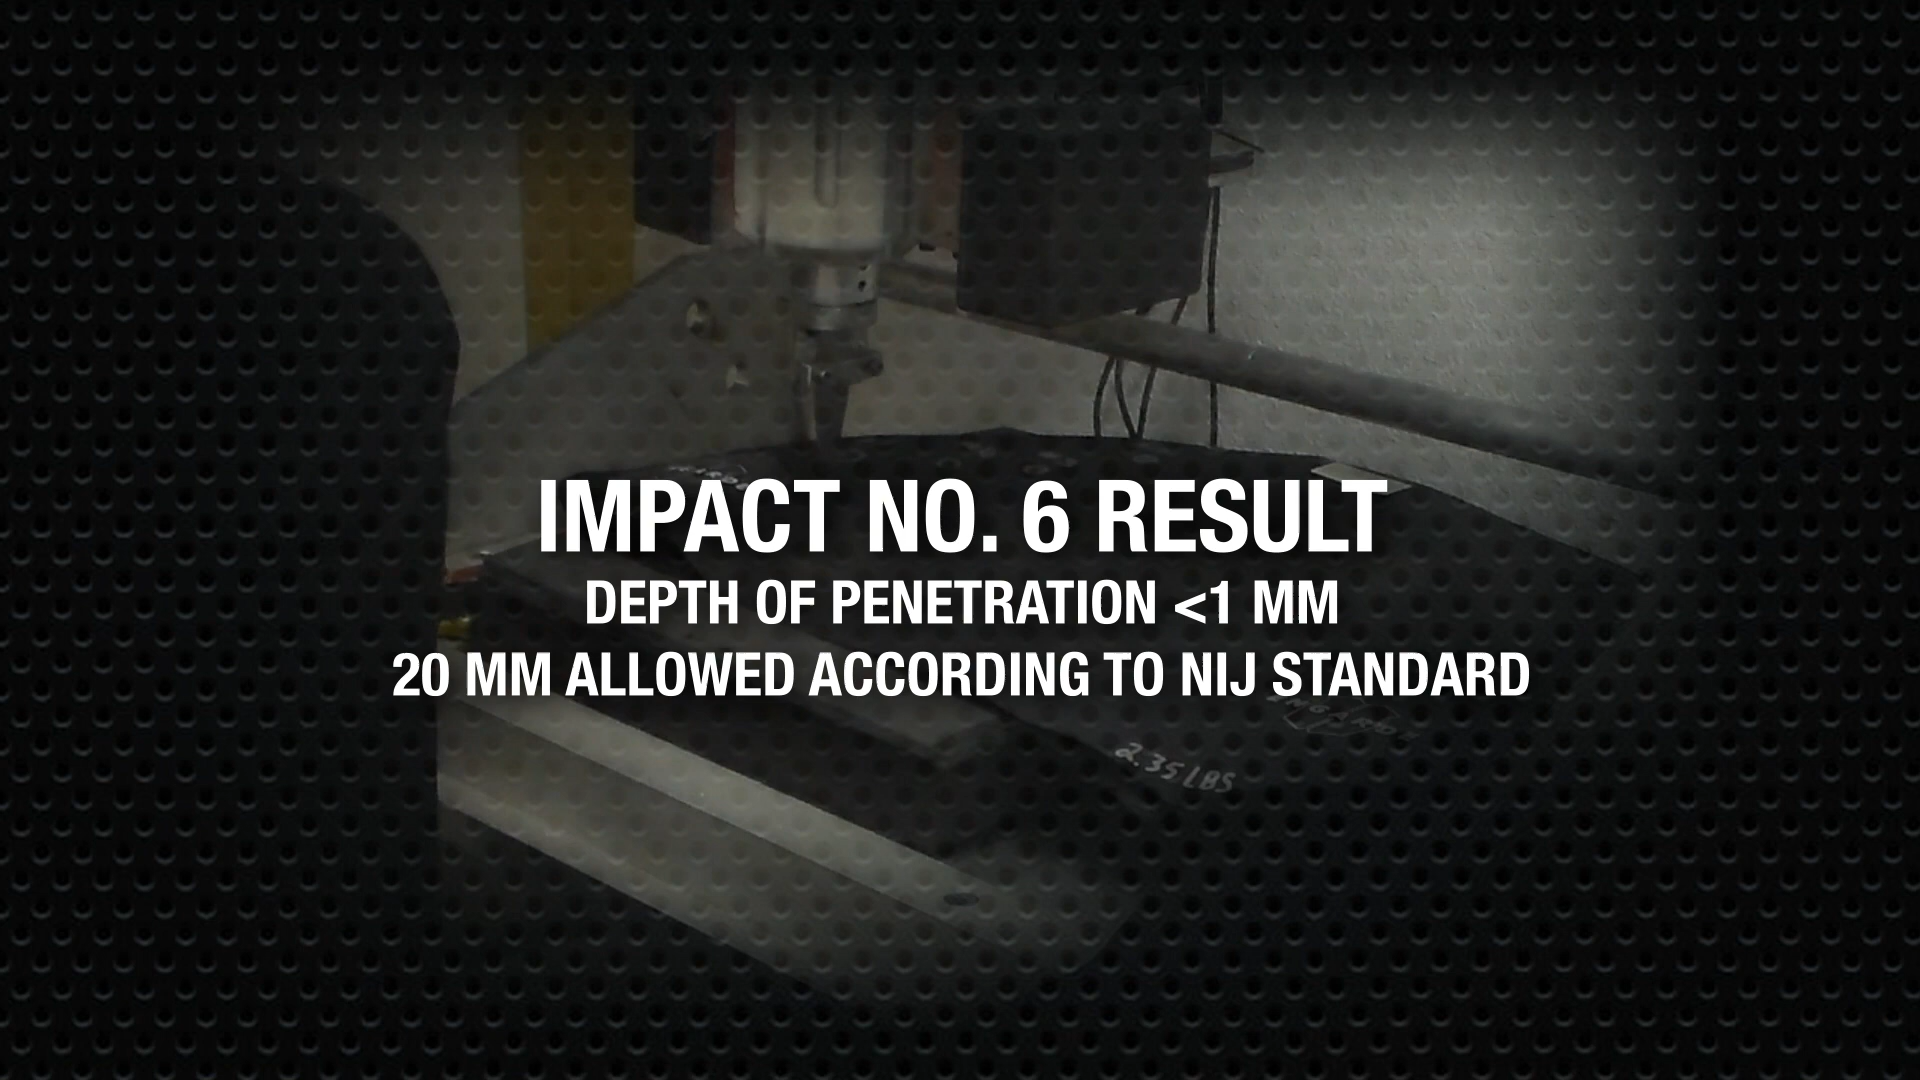 IMPACT NO. 6 RESULT
DEPTH OF PENETRATION <1 MM
20 MM ALLOWED ACCORDING TO NIJ STANDARD
ENGARDE
2.35 LBS